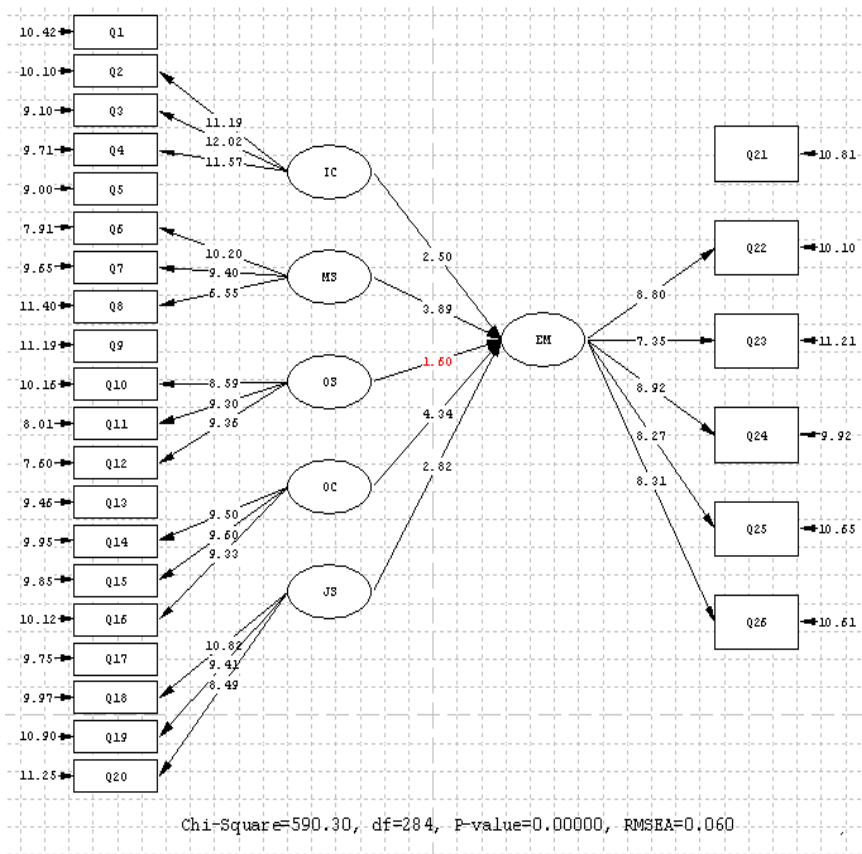 10.42 Q1
10.10 Q2
9.10 Q3
9.71 Q4
9.00 Q5
7.91 Q6
9.65 Q7
11.40 Q8
11.19 Q9
10.16 Q10
8.01 Q11
7.60 Q12
9.46 Q13
9.95 Q14
9.85 Q15
10.12 Q16
9.75 Q17
9.97 Q18
10.90 Q19
11.25 Q20
11.19
12.02
11.57
10.20
9.40
6.55
8.59
9.30
9.36
9.50
9.60
9.33
10.82
9.41
8.49
IC
MS
OS
OC
JS
2.50
3.89
1.60
4.34
2.82
EM
8.80
7.35
8.92
8.27
8.31
Q21 10.81
Q22 10.10
Q23 11.21
Q24 9.92
Q25 10.65
Q26 10.61
Chi-Square=590.30, df=284, P-value=0.00000, RMSEA=0.060